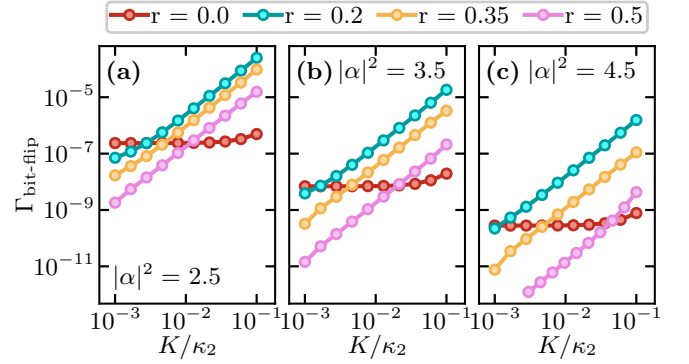 r = 0.0 r = 0.2 r = 0.35 r = 0.5
(a) (b) |α|² = 3.5 (c) |α|² = 4.5
Γbit-flip
10⁻⁵
10⁻⁷
10⁻⁹
10⁻¹¹
|α|² = 2.5
10⁻³ 10⁻² 10⁻¹ 10⁻³ 10⁻² 10⁻¹ 10⁻³ 10⁻² 10⁻¹
K/κ₂ K/κ₂ K/κ₂